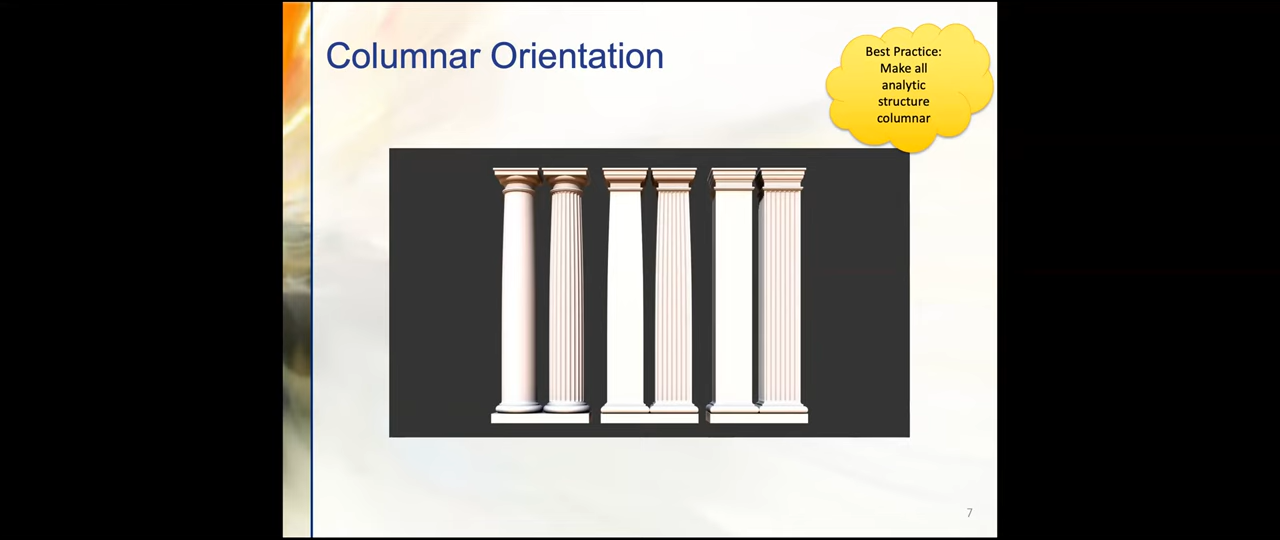 Columnar Orientation
Best Practice:
Make all
analytic
structure
columnar
7